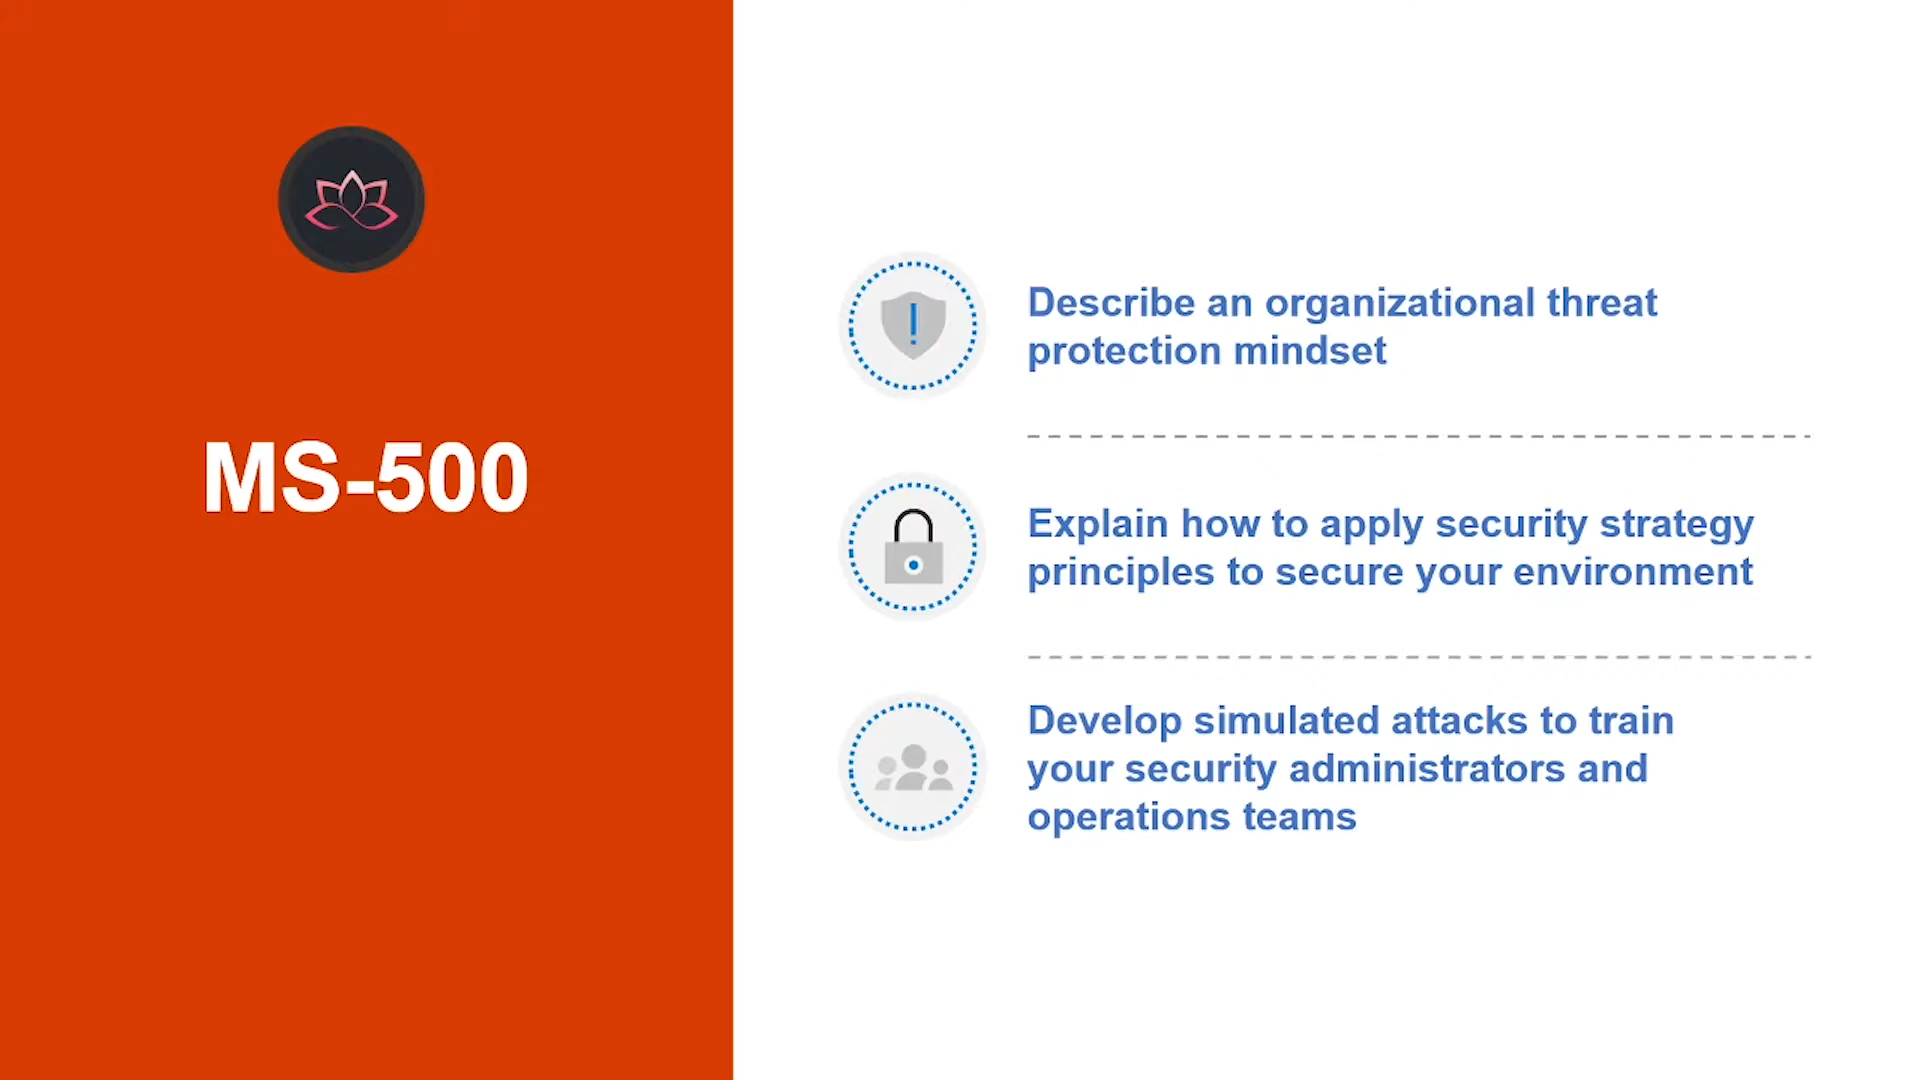 MS-500
Describe an organizational threat
protection mindset
Explain how to apply security strategy
principles to secure your environment
Develop simulated attacks to train
your security administrators and
operations teams